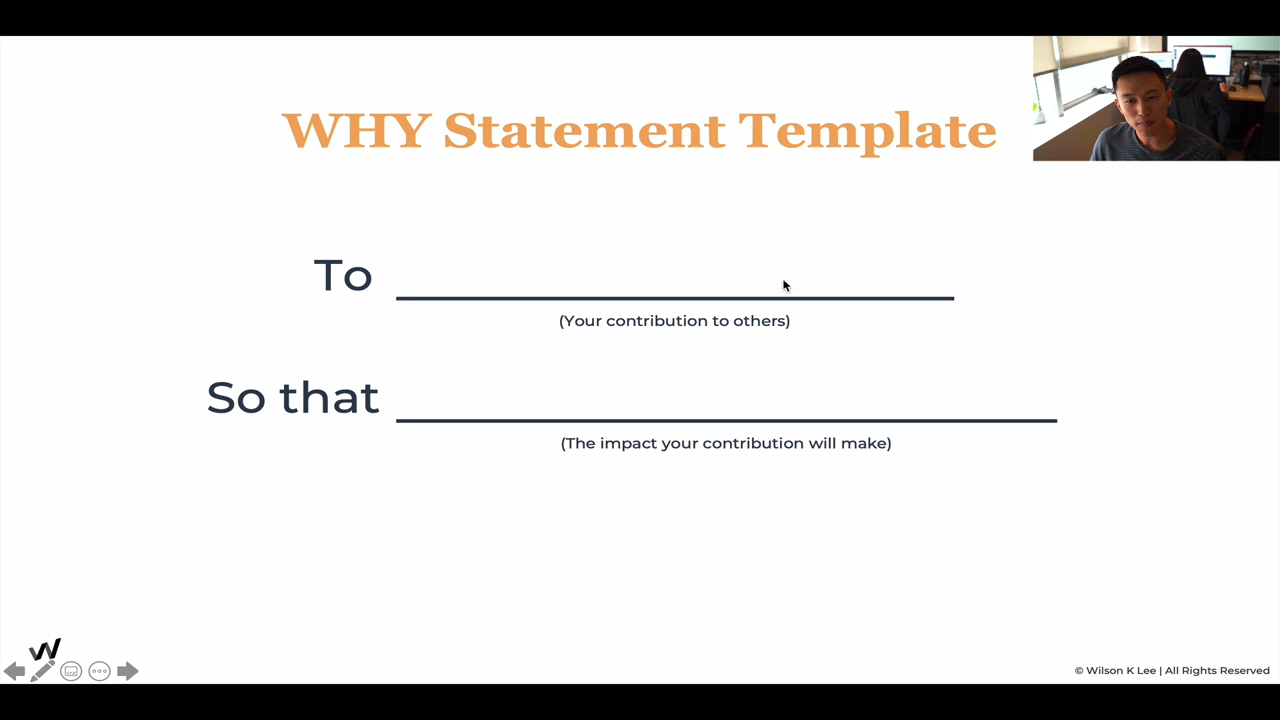 WHY Statement Template
To
(Your contribution to others)
So that
(The impact your contribution will make)
W
© Wilson K Lee | All Rights Reserved